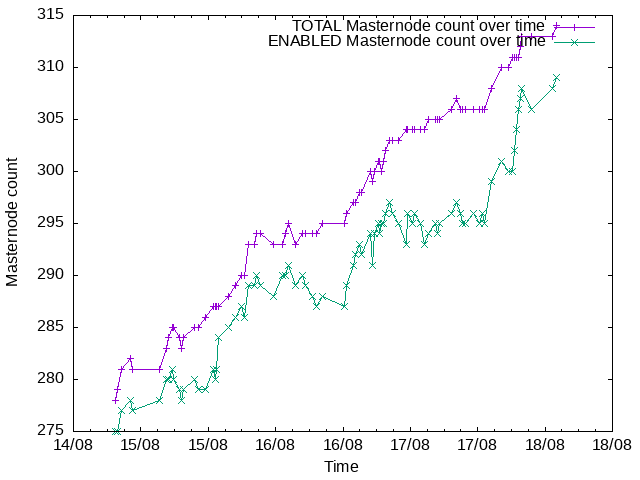 TOTAL Masternode count over time
ENABLED Masternode count over time
Masternode count
315
310
305
300
295
290
285
280
275
14/08 15/08 15/08 16/08 16/08 17/08 17/08 18/08 18/08
Time